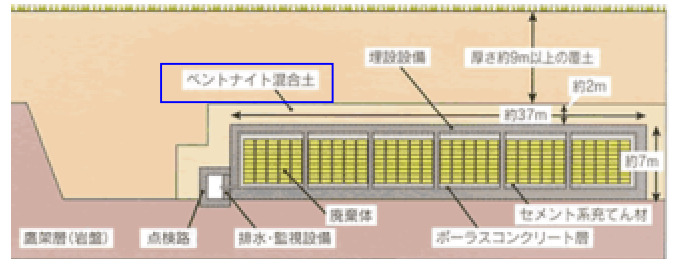 埋設設備
厚さ約9m以上の覆土
ベントナイト混合土
約2m
約37m
約7m
廃棄体
セメント系充てん材
鷹架層(岩盤)
点検路
排水・監視設備
ポーラスコンクリート層